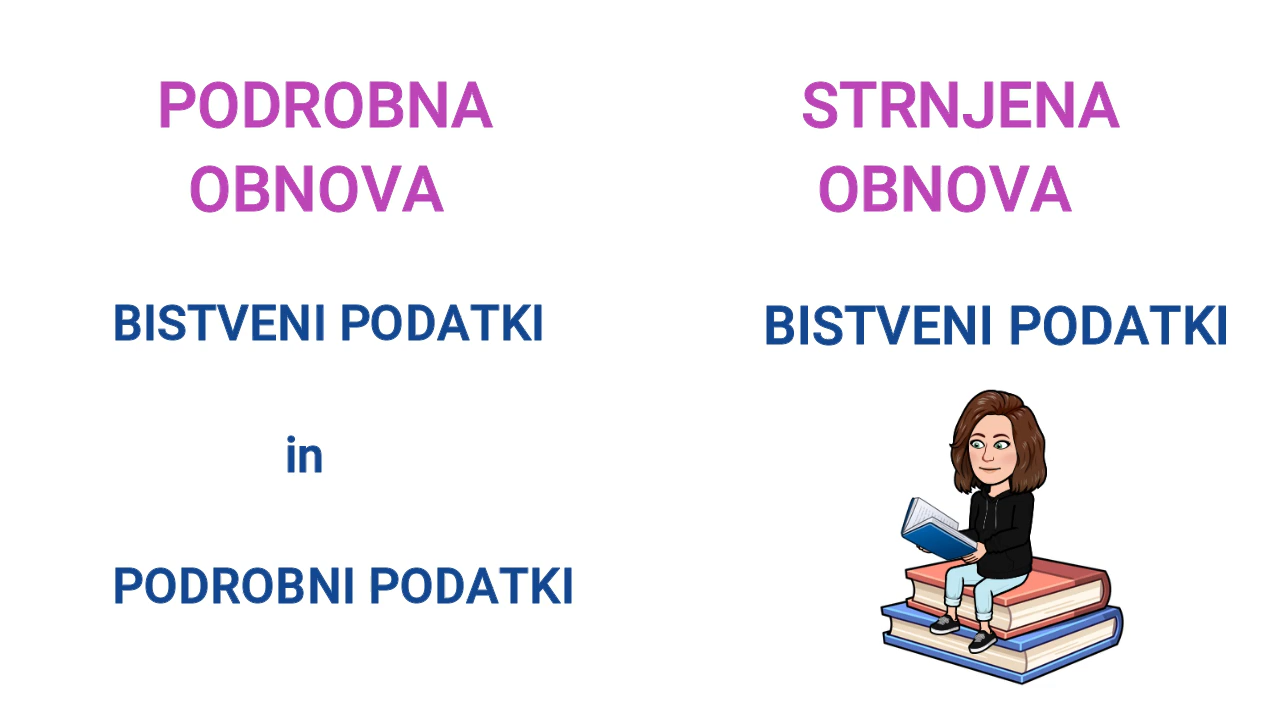 PODROBNA
OBNOVA
BISTVENI PODATKI
in
PODROBNI PODATKI
STRNJENA
OBNOVA
BISTVENI PODATKI